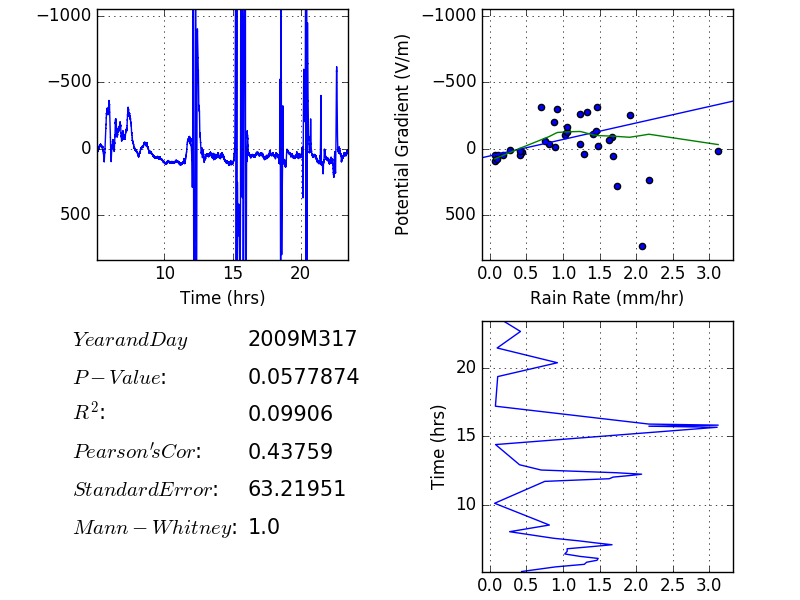 −1000
−500
0
500
10 15 20
Time (hrs)
−1000
−500
0
500
Potential Gradient (V/m)
0.0 0.5 1.0 1.5 2.0 2.5 3.0
Rain Rate (mm/hr)
YearandDay 2009M317
P−Value: 0.0577874
R²: 0.09906
Pearson'sCor: 0.43759
StandardError: 63.21951
Mann−Whitney: 1.0
20
15
10
Time (hrs)
0.0 0.5 1.0 1.5 2.0 2.5 3.0